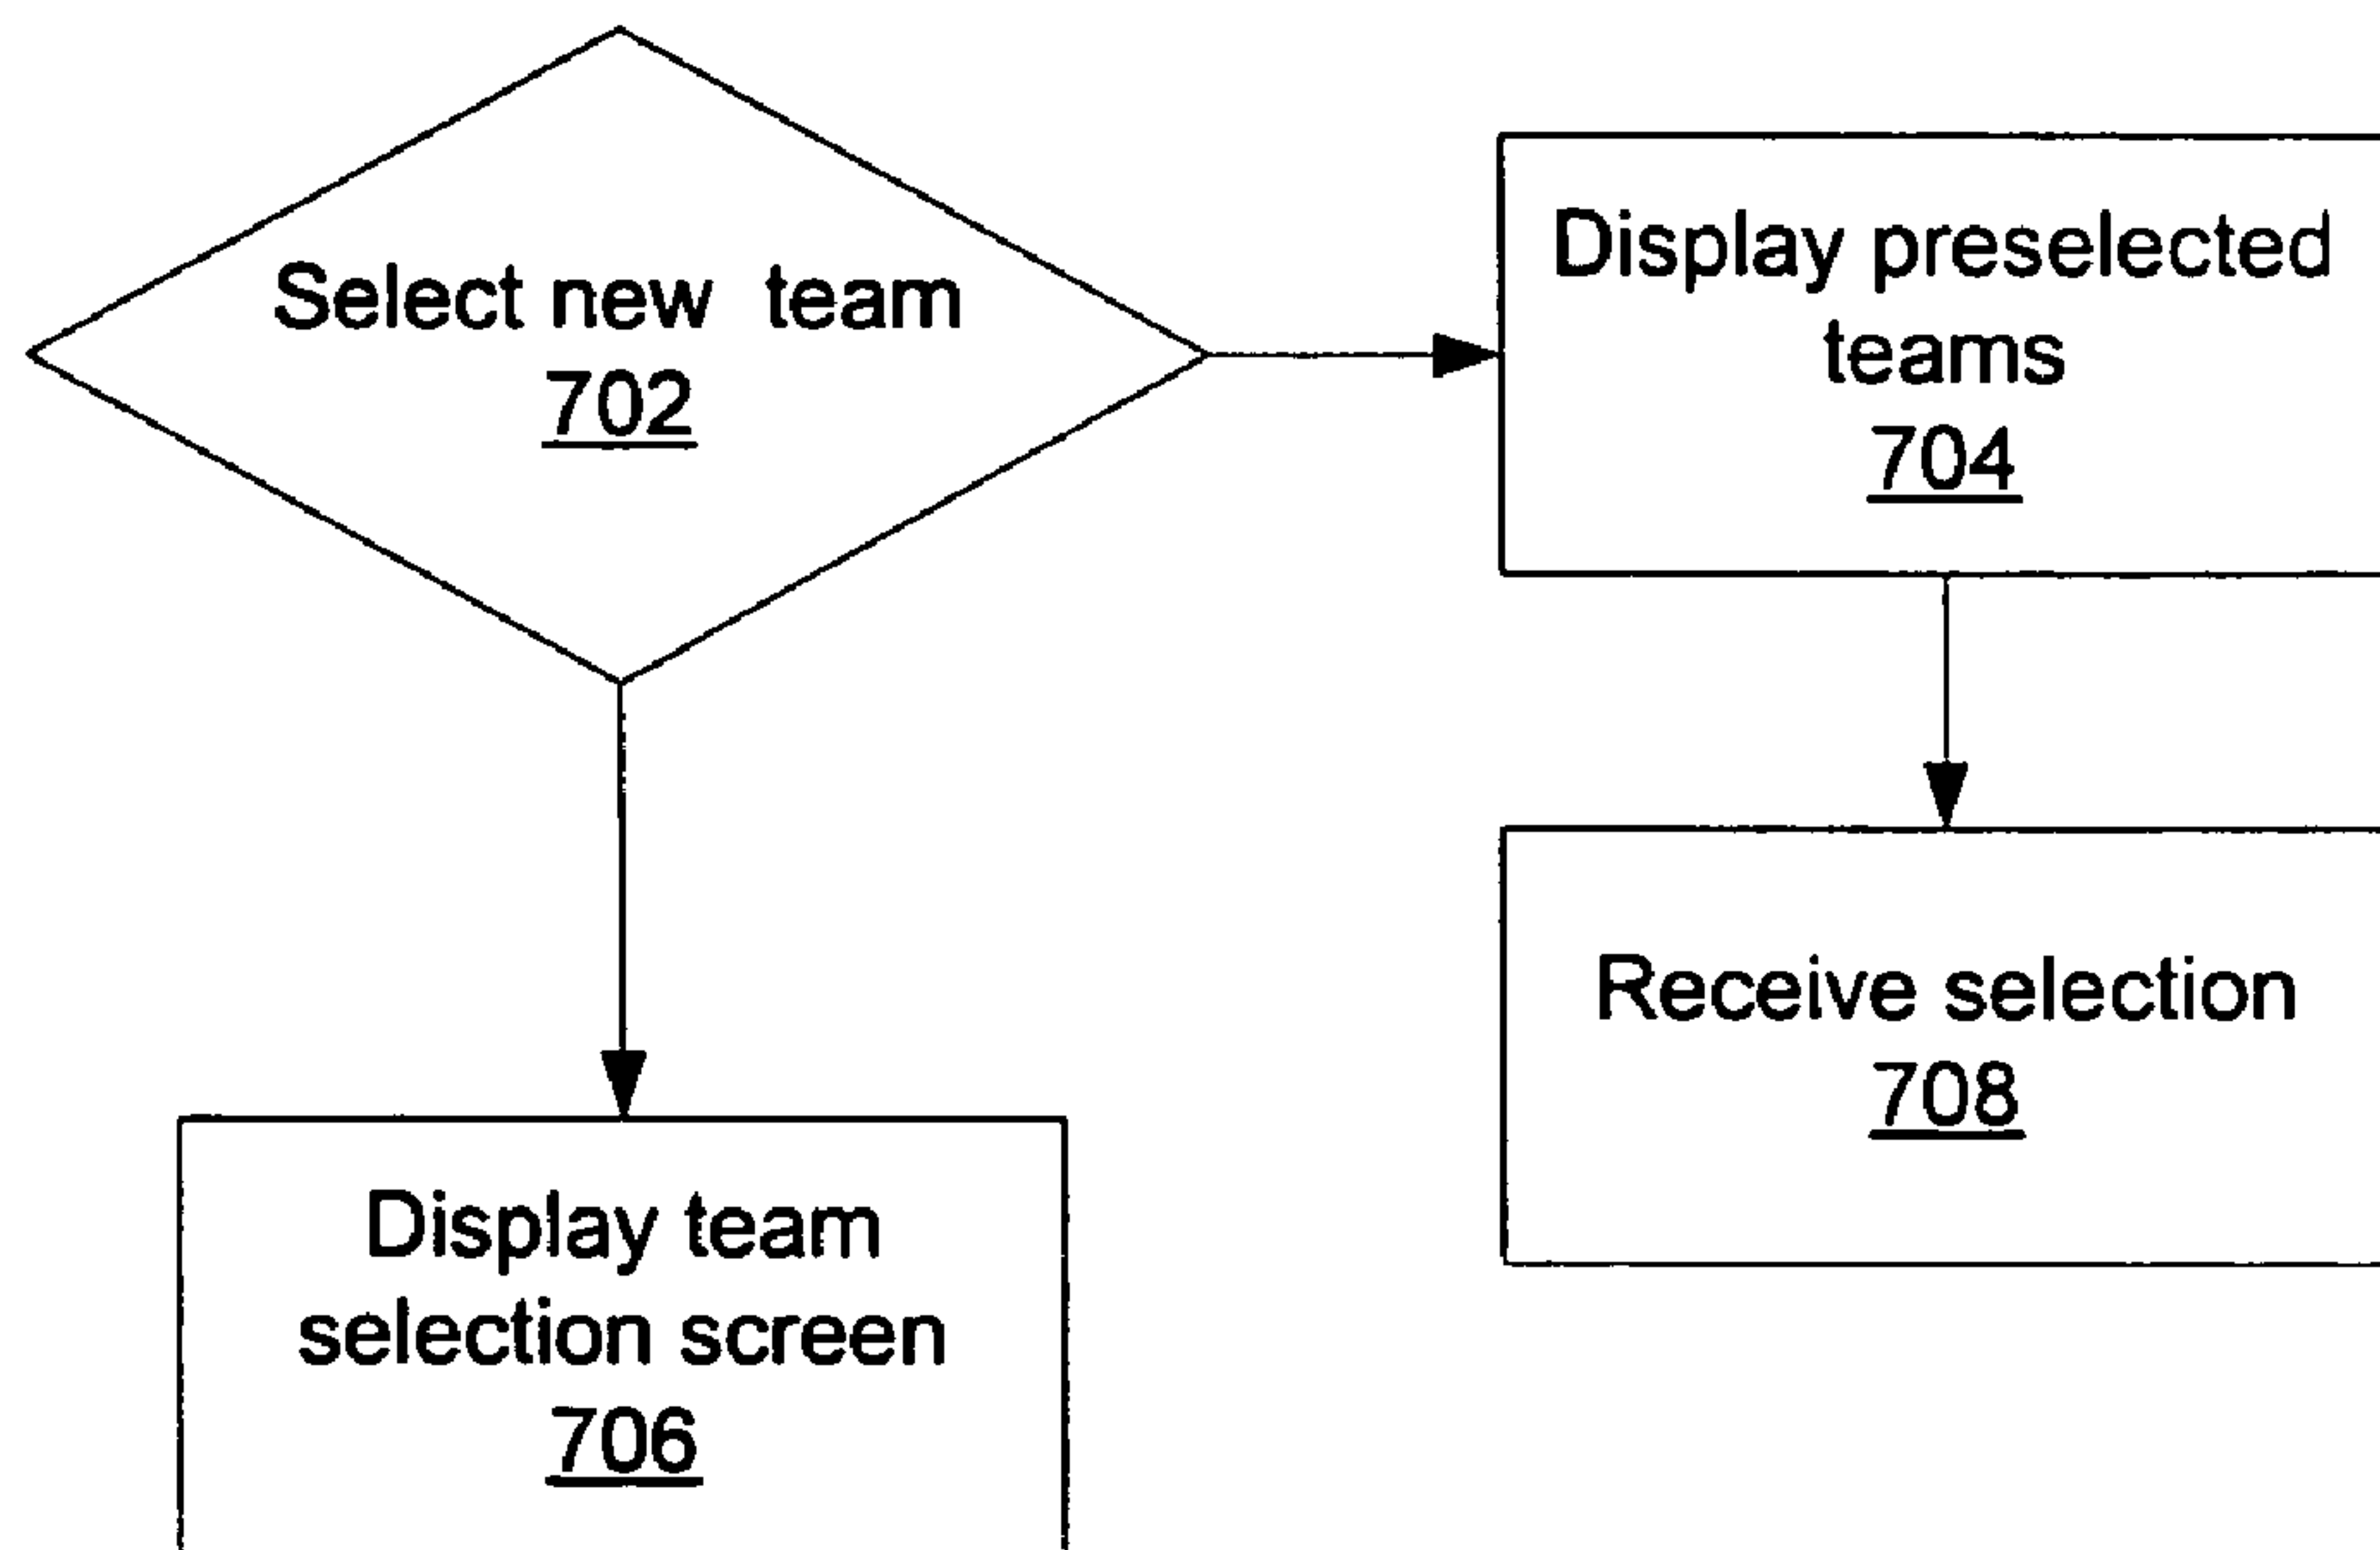 Select new team
702
Display preselected
teams
704
Receive selection
708
Display team
selection screen
706